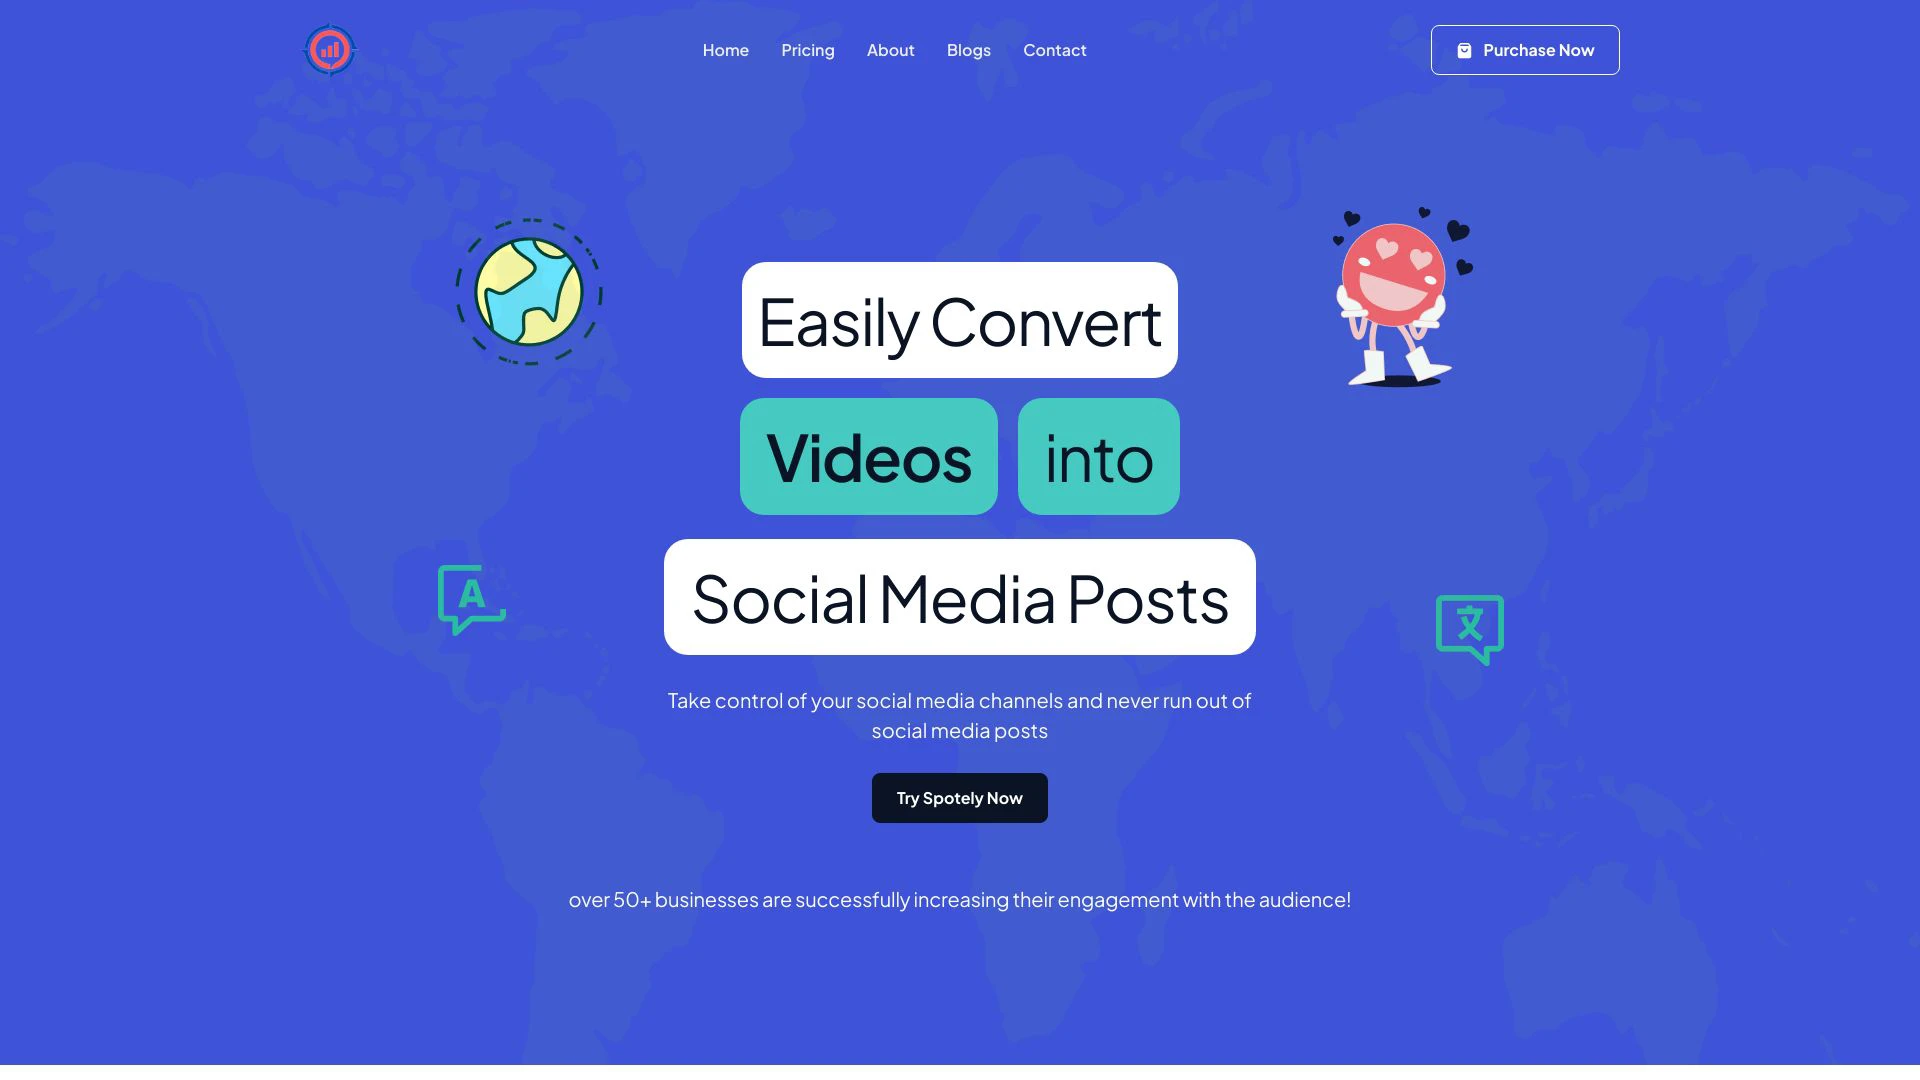 Home
Pricing
About
Blogs
Contact
Purchase Now
Easily Convert
Videos into
Social Media Posts
A
文
Take control of your social media channels and never run out of
social media posts
Try Spotely Now
over 50+ businesses are successfully increasing their engagement with the audience!